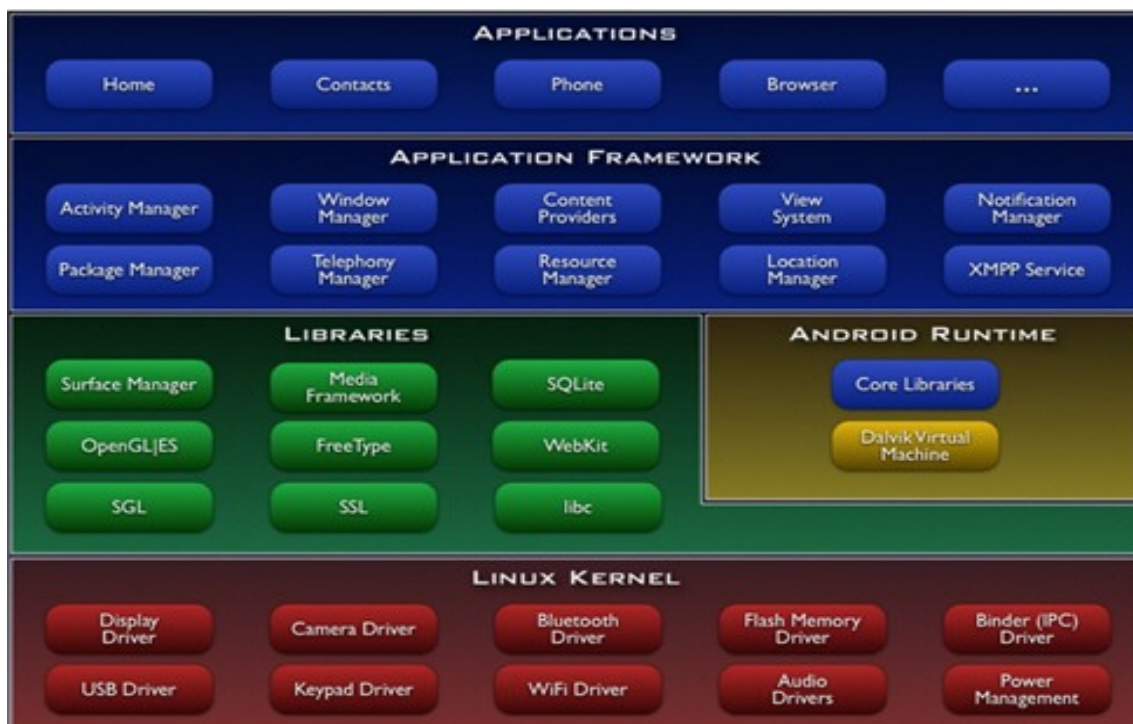 APPLICATIONS
Home
Contacts
Phone
Browser
...
APPLICATION FRAMEWORK
Activity Manager
Window
Manager
Content
Providers
View
System
Notification
Manager
Package Manager
Telephony
Manager
Resource
Manager
Location
Manager
XMPP Service
LIBRARIES
Surface Manager
Media
Framework
SQLite
OpenGL|ES
FreeType
WebKit
SGL
SSL
libc
ANDROID RUNTIME
Core Libraries
Dalvik Virtual
Machine
LINUX KERNEL
Display
Driver
Camera Driver
Bluetooth
Driver
Flash Memory
Driver
Binder (IPC)
Driver
USB Driver
Keypad Driver
WiFi Driver
Audio
Drivers
Power
Management